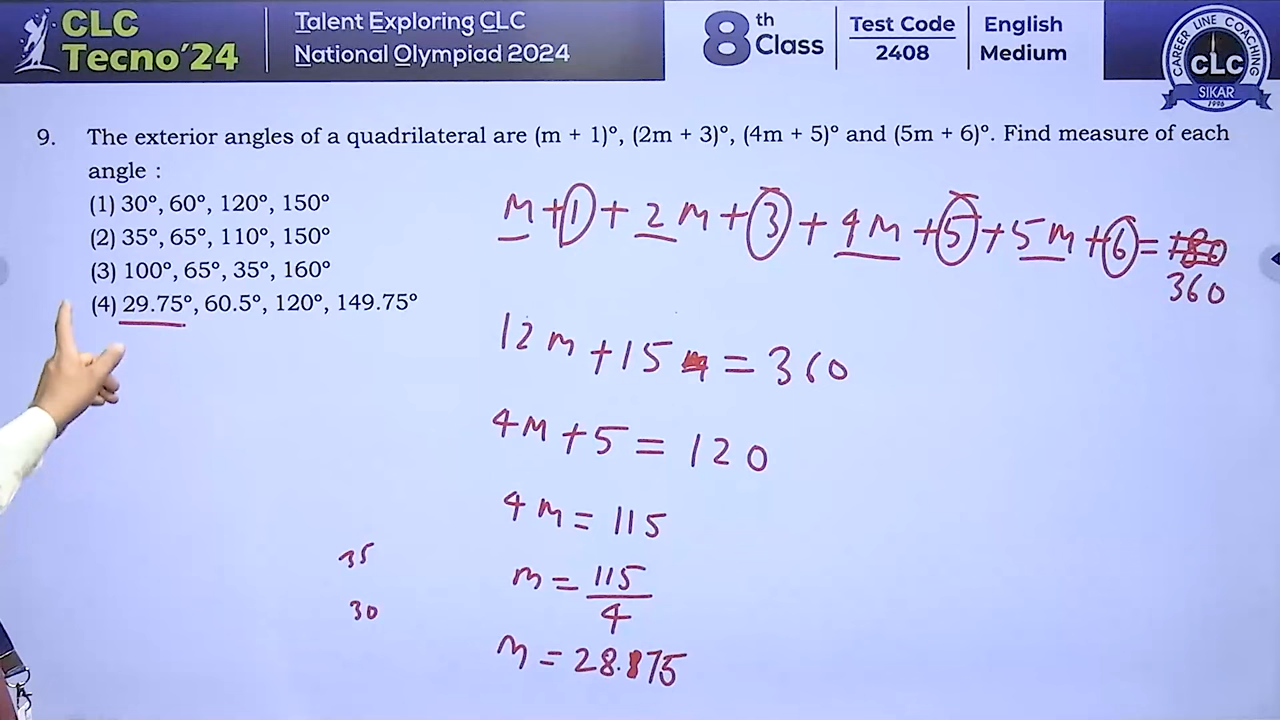 CLC
Tecno'24
Talent Exploring CLC
National Olympiad 2024
8th Class
Test Code
2408
English
Medium
CAREER LINE COACHING
CLC
SIKAR
1996
9. The exterior angles of a quadrilateral are (m + 1)°, (2m + 3)°, (4m + 5)° and (5m + 6)°. Find measure of each
angle :
(1) 30°, 60°, 120°, 150°
(2) 35°, 65°, 110°, 150°
(3) 100°, 65°, 35°, 160°
(4) 29.75°, 60.5°, 120°, 149.75°
m + 1 + 2m + 3 + 4m + 5 + 5m + 6 = 180
360
12m + 15 = 360
4m + 5 = 120
4m = 115
m = 115
4
m = 28.75
35
30